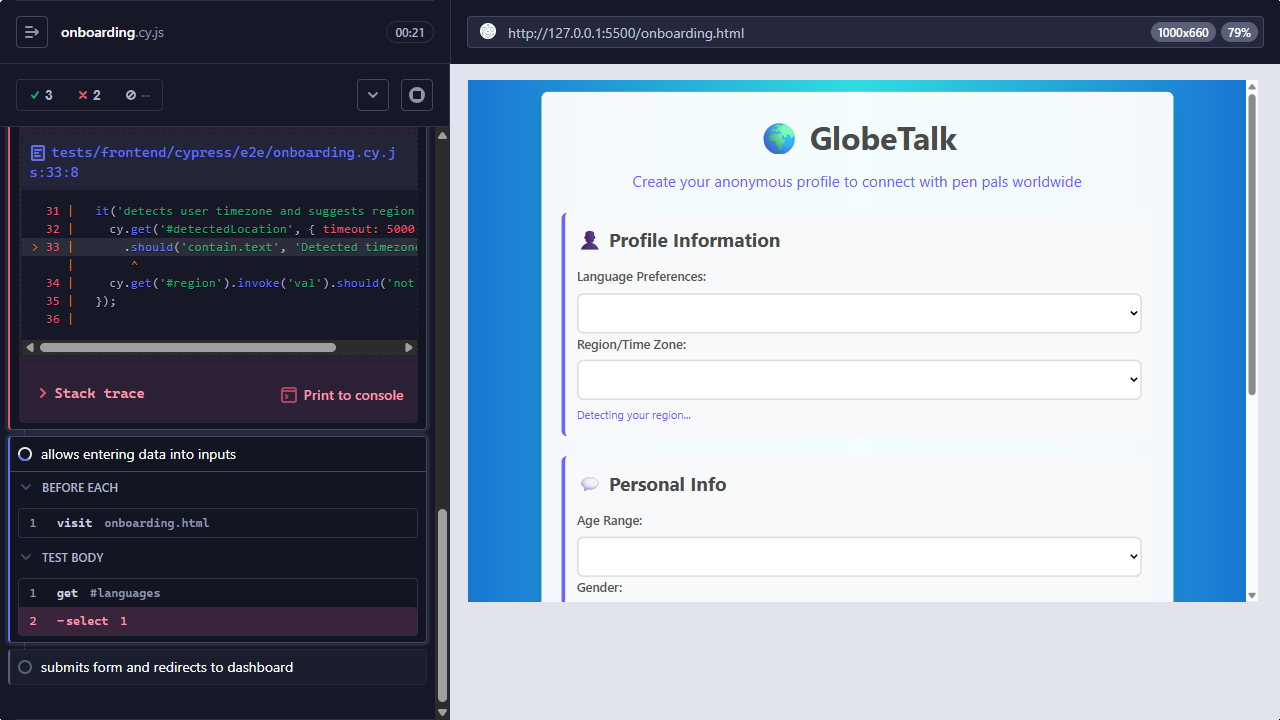 onboarding.cy.js
00:21
3
2
--
tests/frontend/cypress/e2e/onboarding.cy.j
s:33:8
31 | it('detects user timezone and suggests region
32 | cy.get('#detectedLocation', { timeout: 5000
> 33 | .should('contain.text', 'Detected timezon
| ^
34 | cy.get('#region').invoke('val').should('not
35 | });
36 |
> Stack trace
Print to console
allows entering data into inputs
BEFORE EACH
1 visit onboarding.html
TEST BODY
1 get #languages
2 -select 1
submits form and redirects to dashboard
http://127.0.0.1:5500/onboarding.html
1000x660
79%
GlobeTalk
Create your anonymous profile to connect with pen pals worldwide
Profile Information
Language Preferences:
Region/Time Zone:
Detecting your region...
Personal Info
Age Range:
Gender: